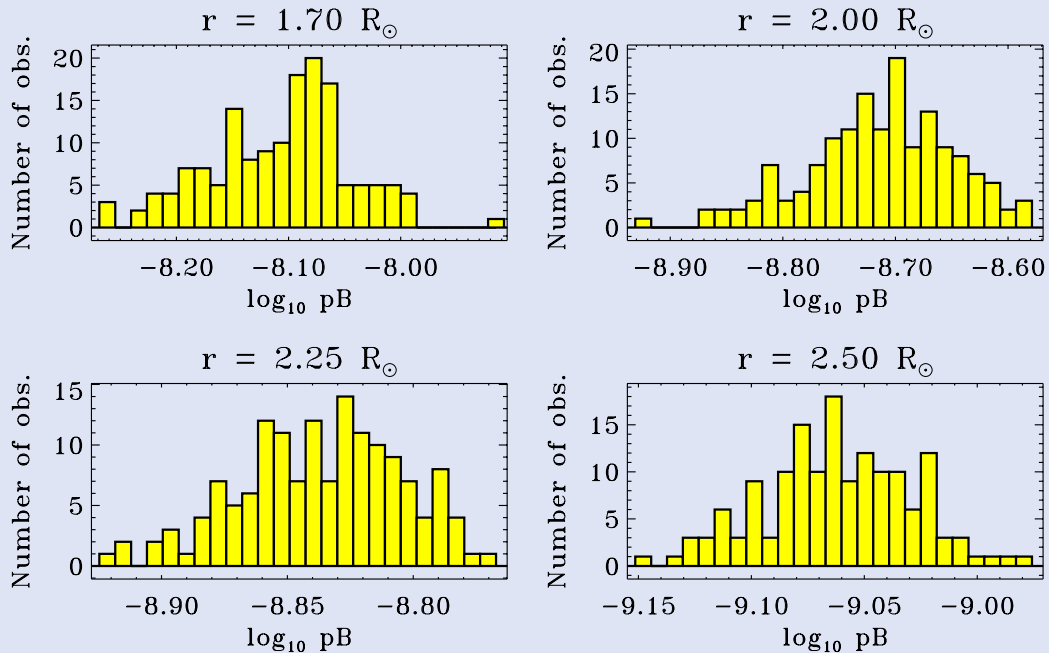 r = 1.70 R☉
Number of obs.
20
15
10
5
0
−8.20 −8.10 −8.00
log₁₀ pB
r = 2.00 R☉
Number of obs.
20
15
10
5
0
−8.90 −8.80 −8.70 −8.60
log₁₀ pB
r = 2.25 R☉
Number of obs.
15
10
5
0
−8.90 −8.85 −8.80
log₁₀ pB
r = 2.50 R☉
Number of obs.
15
10
5
0
−9.15 −9.10 −9.05 −9.00
log₁₀ pB